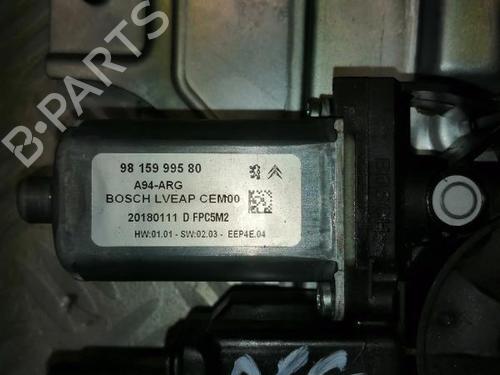 B-PARTS
98 159 995 80
A94-ARG
BOSCH LVEAP CEM00
20180111 D FPC5M2
HW:01.01 - SW:02.03 - EEP4E.04